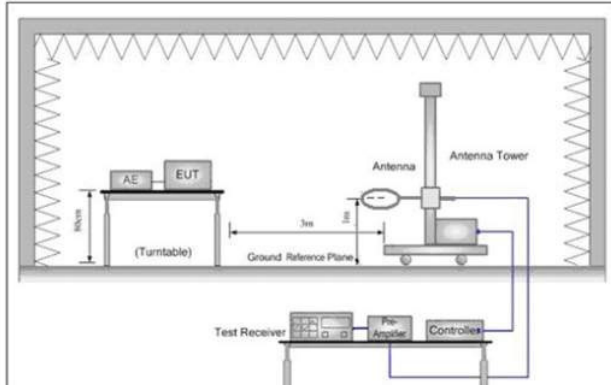 Antenna
Antenna Tower
AE
EUT
80cm
(Turntable)
3m
1m
Ground Reference Plane
Test Receiver
Pre-
Amplifier
Controller